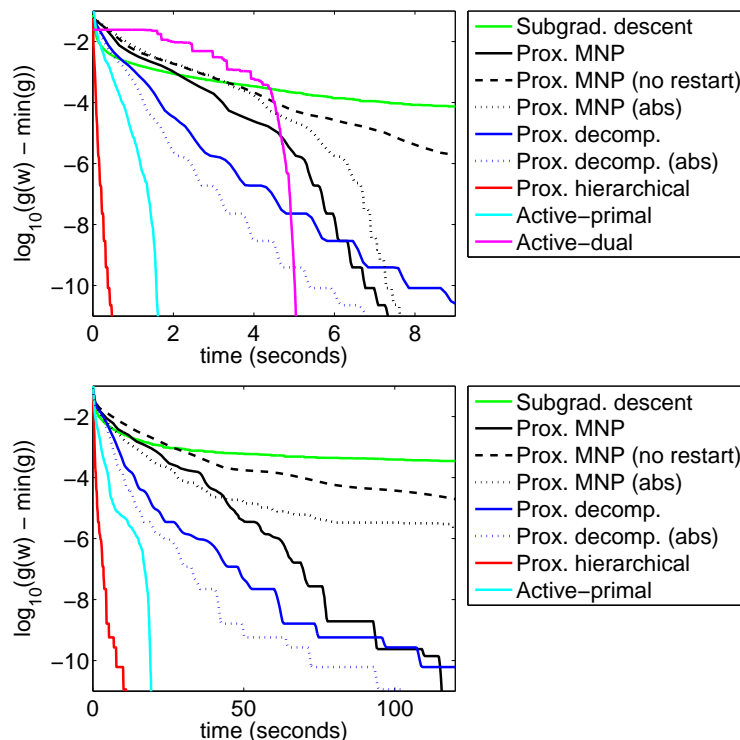 −2
−4
−6
−8
−10
0
2
4
6
8
time (seconds)
log10(g(w) − min(g))
Subgrad. descent
Prox. MNP
Prox. MNP (no restart)
Prox. MNP (abs)
Prox. decomp.
Prox. decomp. (abs)
Prox. hierarchical
Active−primal
Active−dual
−2
−4
−6
−8
−10
0
50
100
time (seconds)
log10(g(w) − min(g))
Subgrad. descent
Prox. MNP
Prox. MNP (no restart)
Prox. MNP (abs)
Prox. decomp.
Prox. decomp. (abs)
Prox. hierarchical
Active−primal